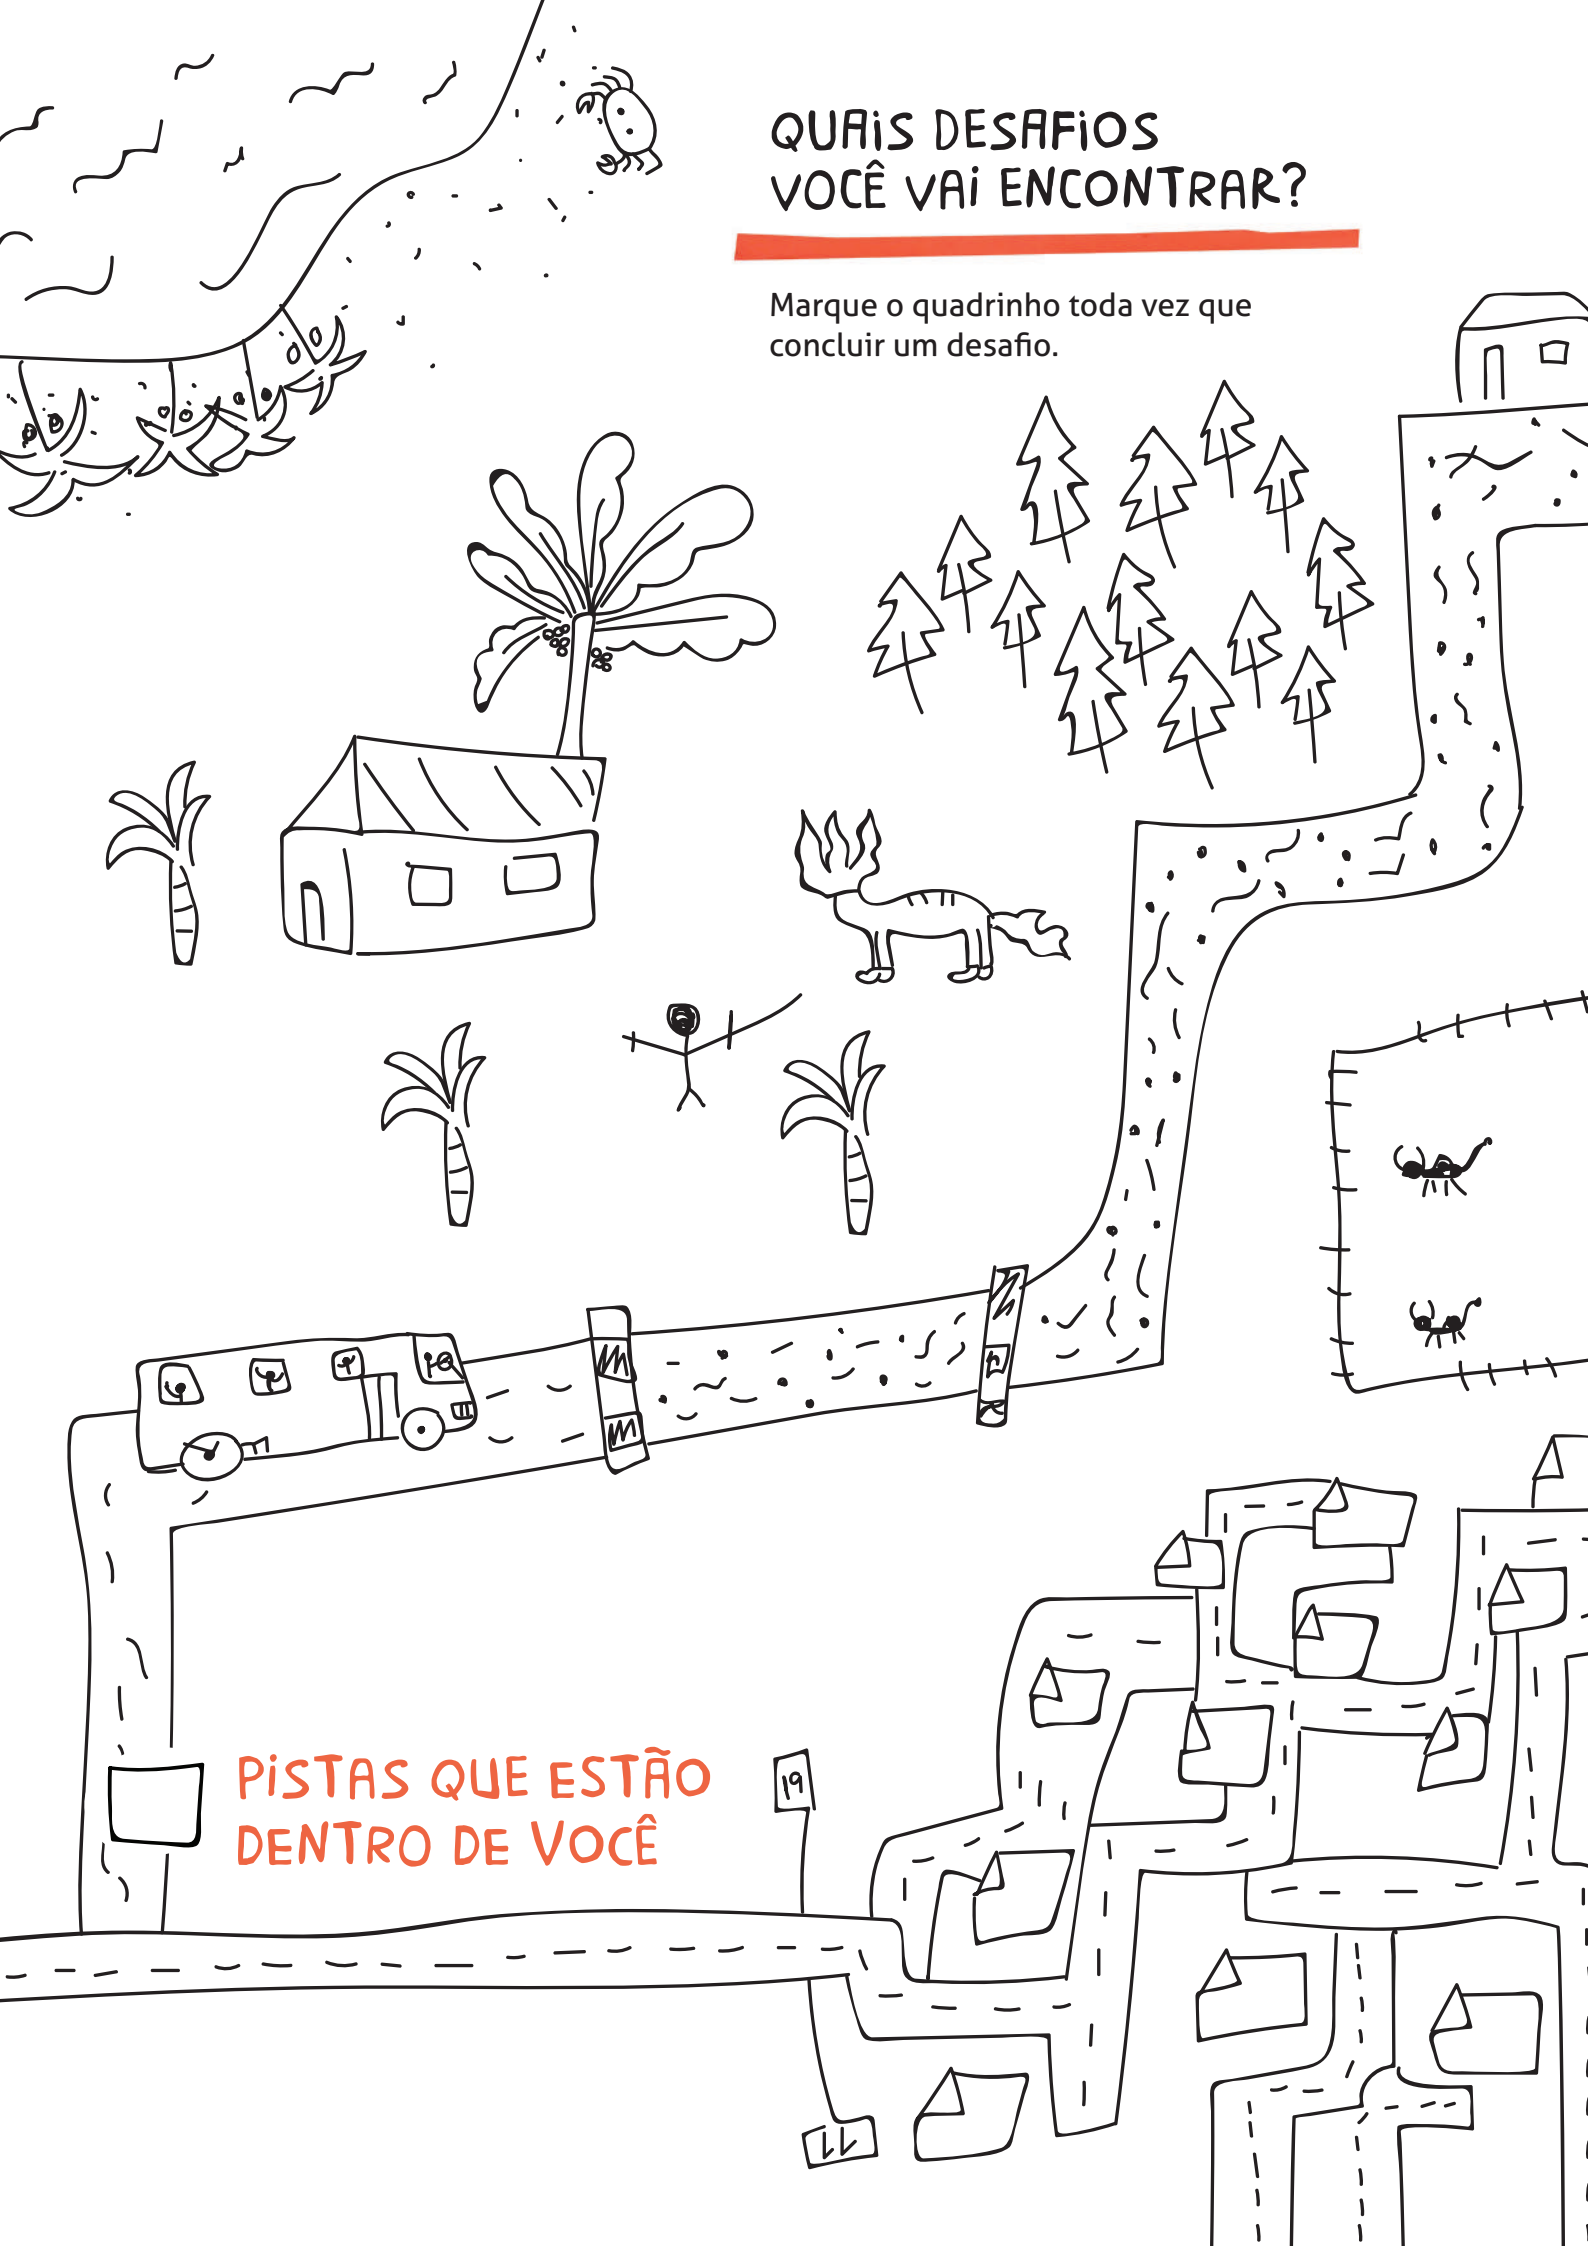 QUAiS DESAFiOS
VOCÊ VAi ENCONTRAR?
Marque o quadrinho toda vez que
concluir um desafio.
PiSTAS QUE ESTÃO
DENTRO DE VOCÊ
19